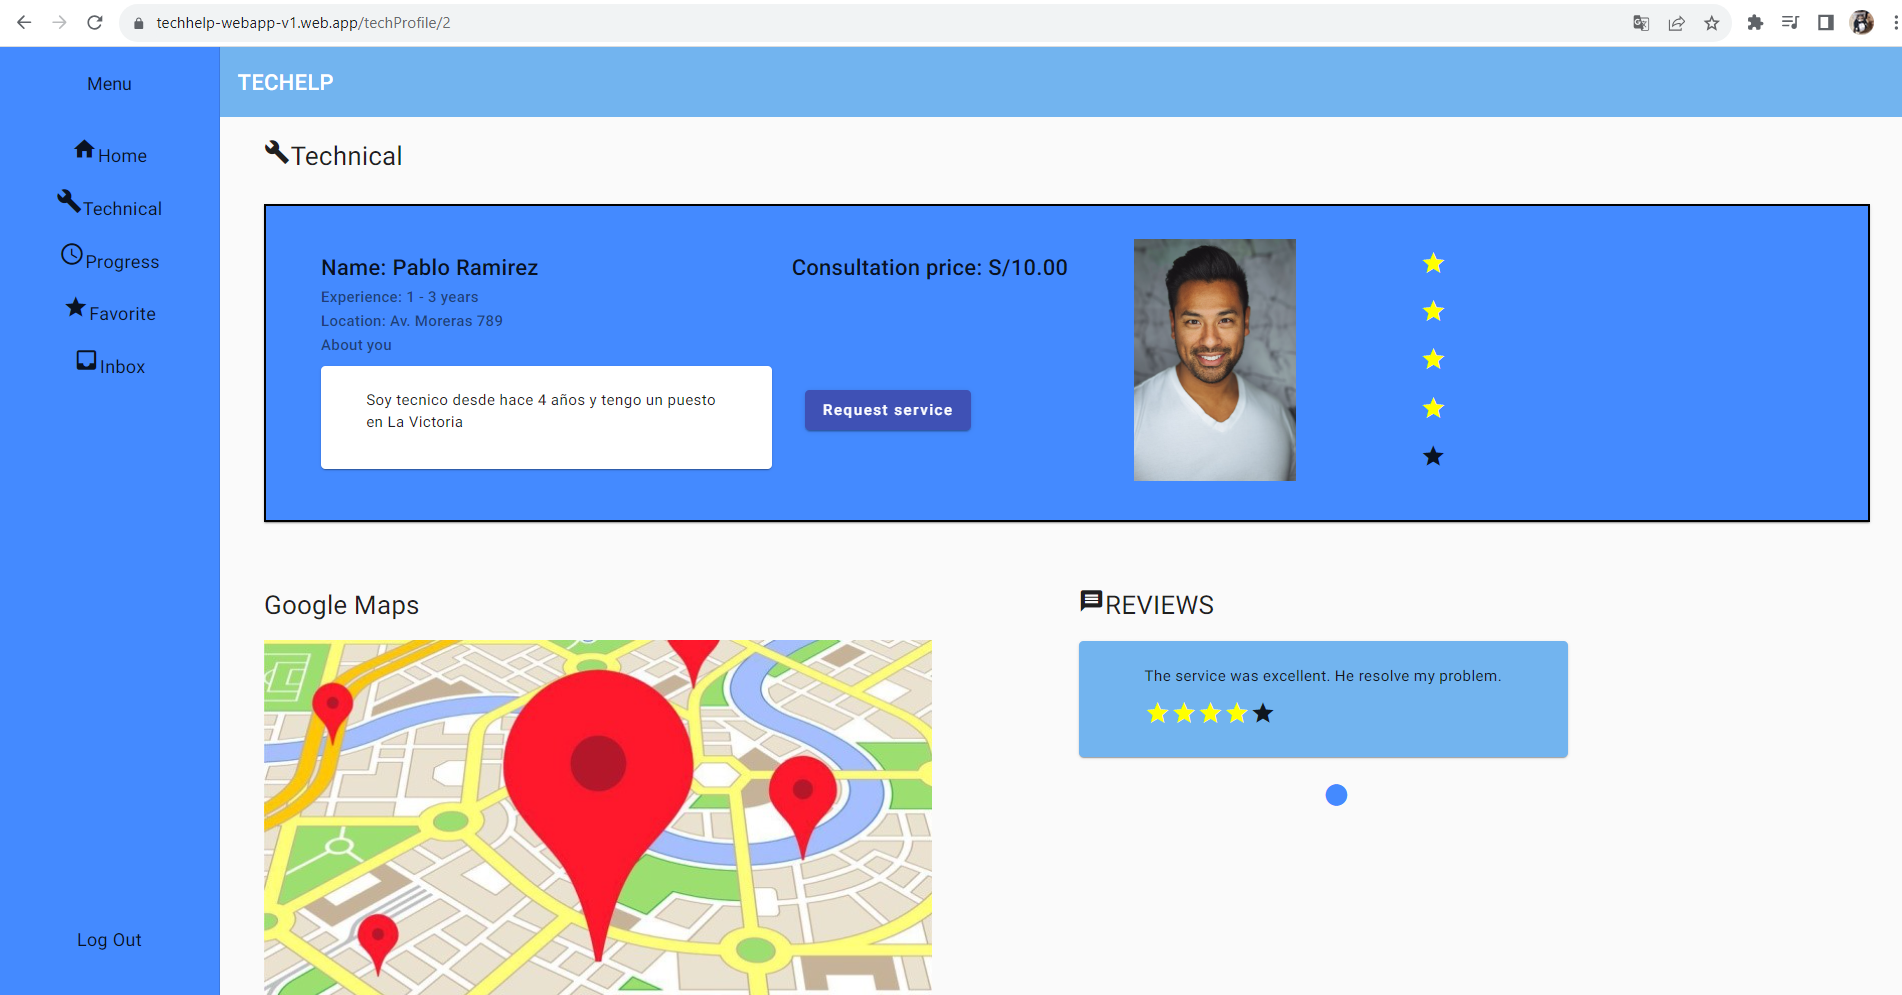 techhelp-webapp-v1.web.app/techProfile/2
Menu
TECHELP
Home
Technical
Progress
Favorite
Inbox
Log Out
Technical
Name: Pablo Ramirez
Experience: 1 - 3 years
Location: Av. Moreras 789
About you
Soy tecnico desde hace 4 años y tengo un puesto
en La Victoria
Consultation price: S/10.00
Request service
Google Maps
REVIEWS
The service was excellent. He resolve my problem.